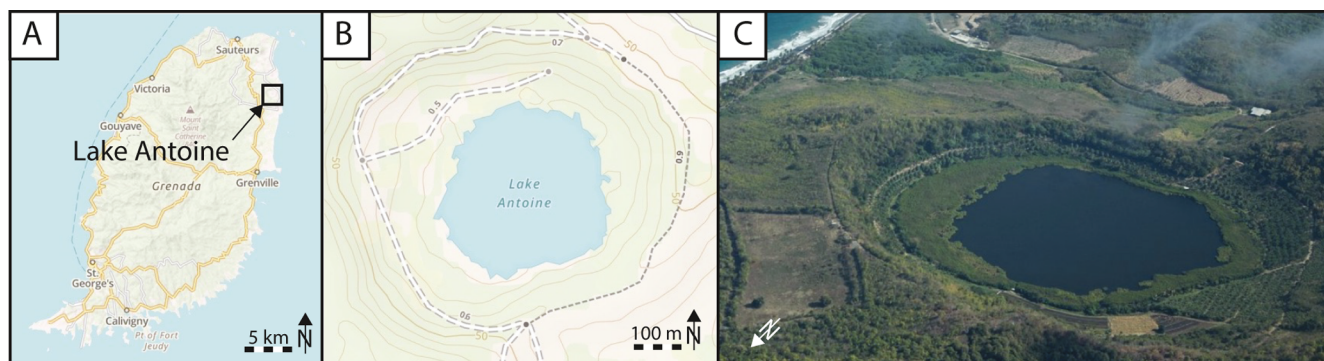 A
Sauteurs
Victoria
Mount
Saint
Catherine
Gouyave
Lake Antoine
Grenada
Grenville
St.
George's
Calivigny
Pt of Fort
Jeudy
5 km
N
B
0.7
50
0.5
50
0.9
50
Lake
Antoine
50
0.6
100 m
N
C
N